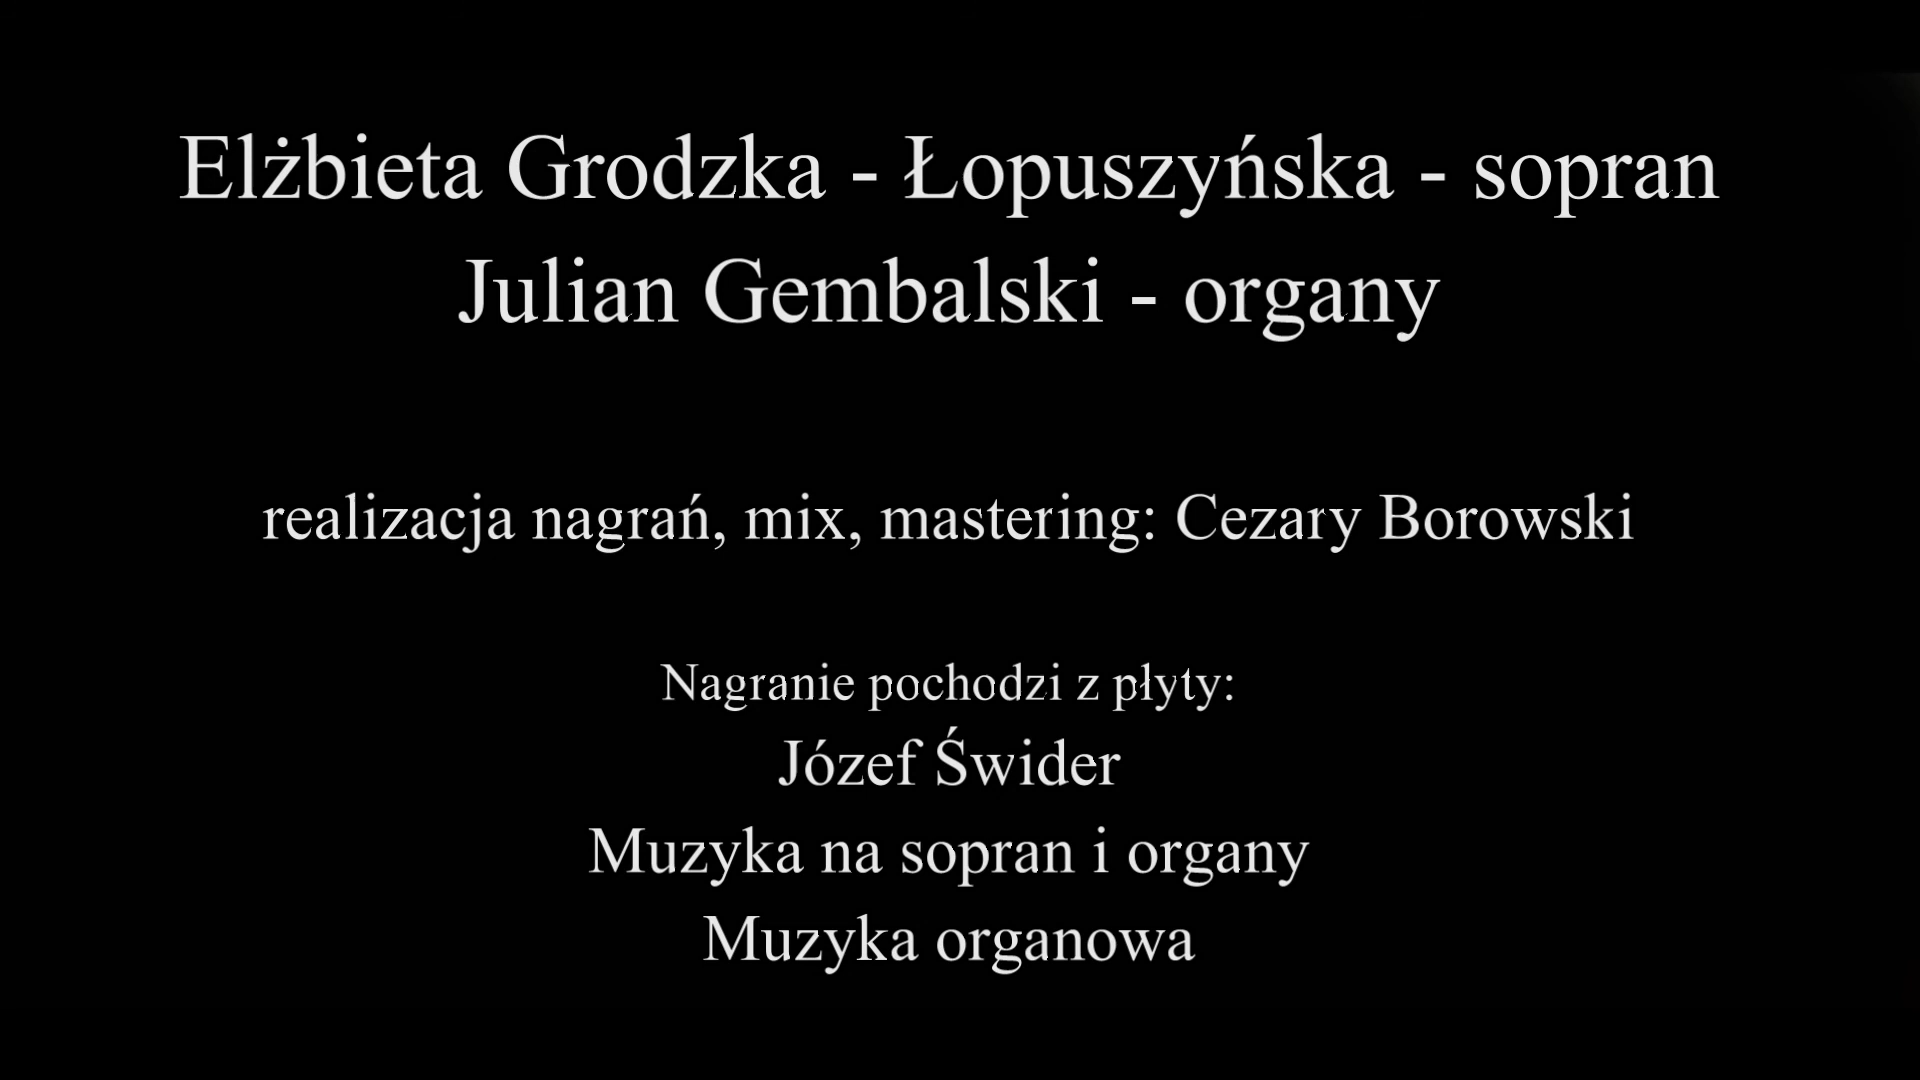 Elżbieta Grodzka - Łopuszyńska - sopran
Julian Gembalski - organy
realizacja nagrań, mix, mastering: Cezary Borowski
Nagranie pochodzi z płyty:
Józef Świder
Muzyka na sopran i organy
Muzyka organowa